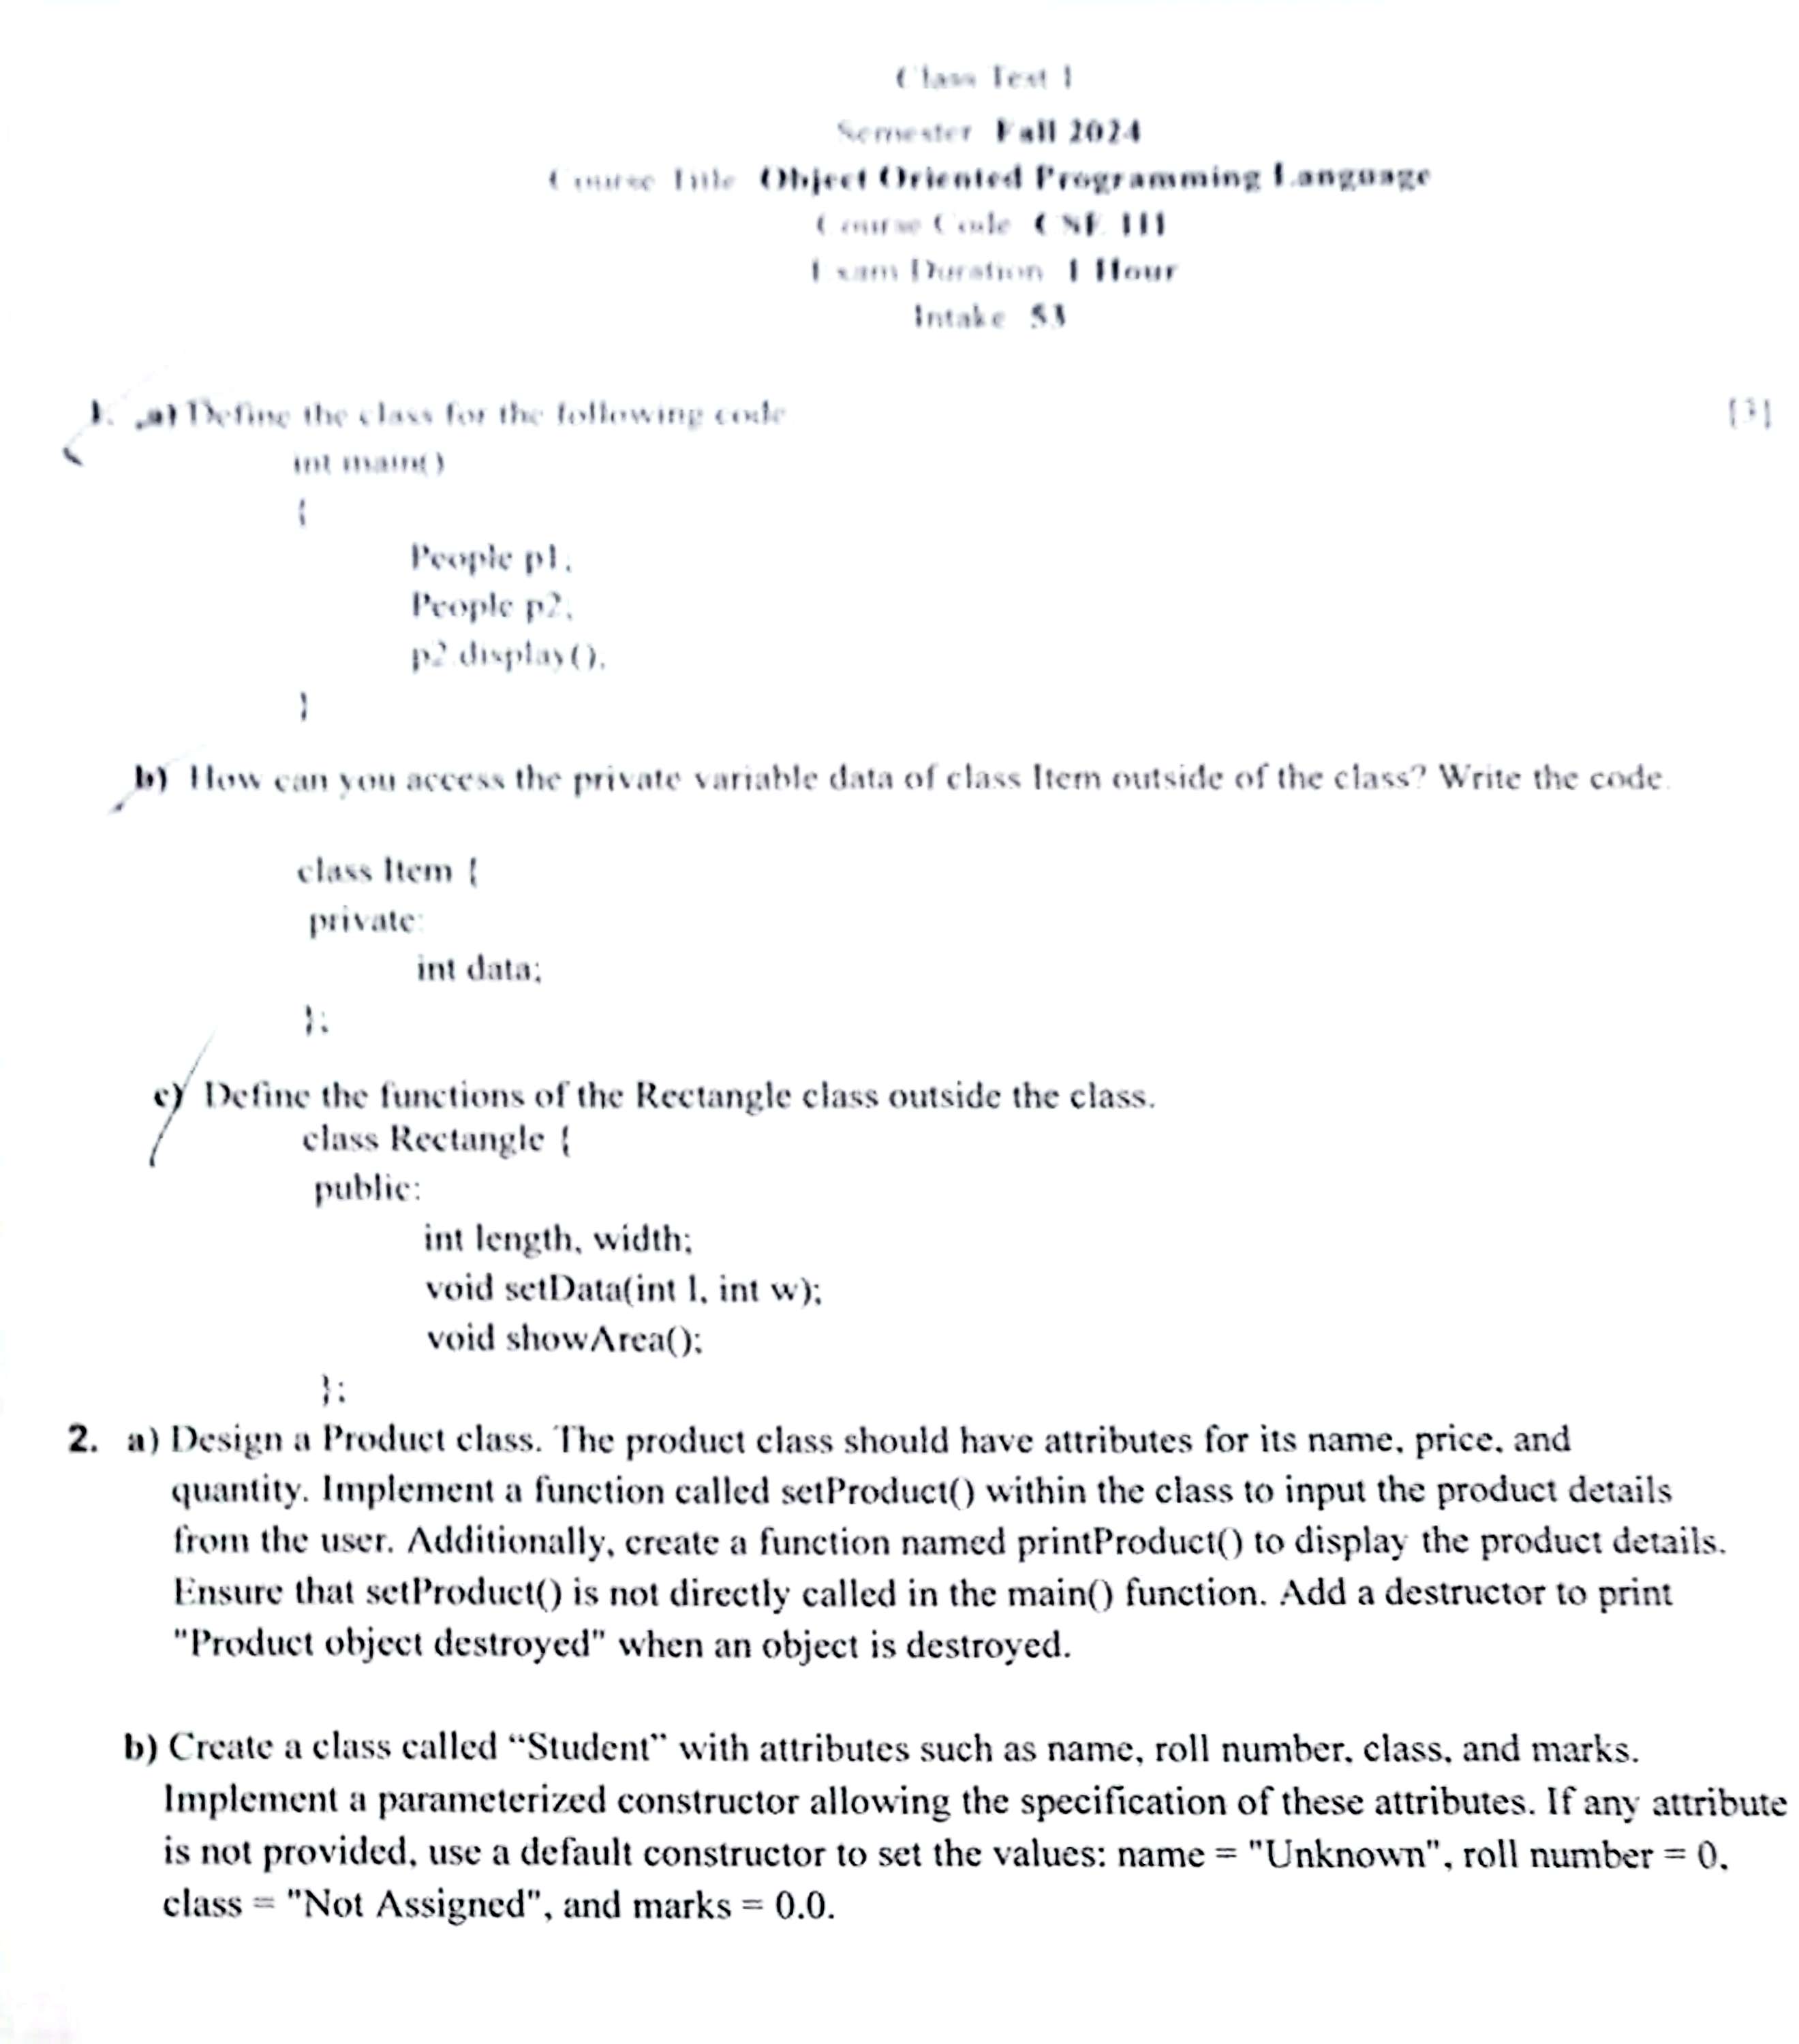 Class Test 1
Semester Fall 2024
Course Title Object Oriented Programming Language
Course Code CSE 111
Exam Duration 1 Hour
Intake 53
1. a) Define the class for the following code [3]
int main()
{
People p1;
People p2;
p2.display();
}
b) How can you access the private variable data of class Item outside of the class? Write the code.
class Item {
private:
int data;
};
c) Define the functions of the Rectangle class outside the class.
class Rectangle {
public:
int length, width;
void setData(int l, int w);
void showArea();
};
2. a) Design a Product class. The product class should have attributes for its name, price, and
quantity. Implement a function called setProduct() within the class to input the product details
from the user. Additionally, create a function named printProduct() to display the product details.
Ensure that setProduct() is not directly called in the main() function. Add a destructor to print
"Product object destroyed" when an object is destroyed.
b) Create a class called “Student” with attributes such as name, roll number, class, and marks.
Implement a parameterized constructor allowing the specification of these attributes. If any attribute
is not provided, use a default constructor to set the values: name = "Unknown", roll number = 0,
class = "Not Assigned", and marks = 0.0.